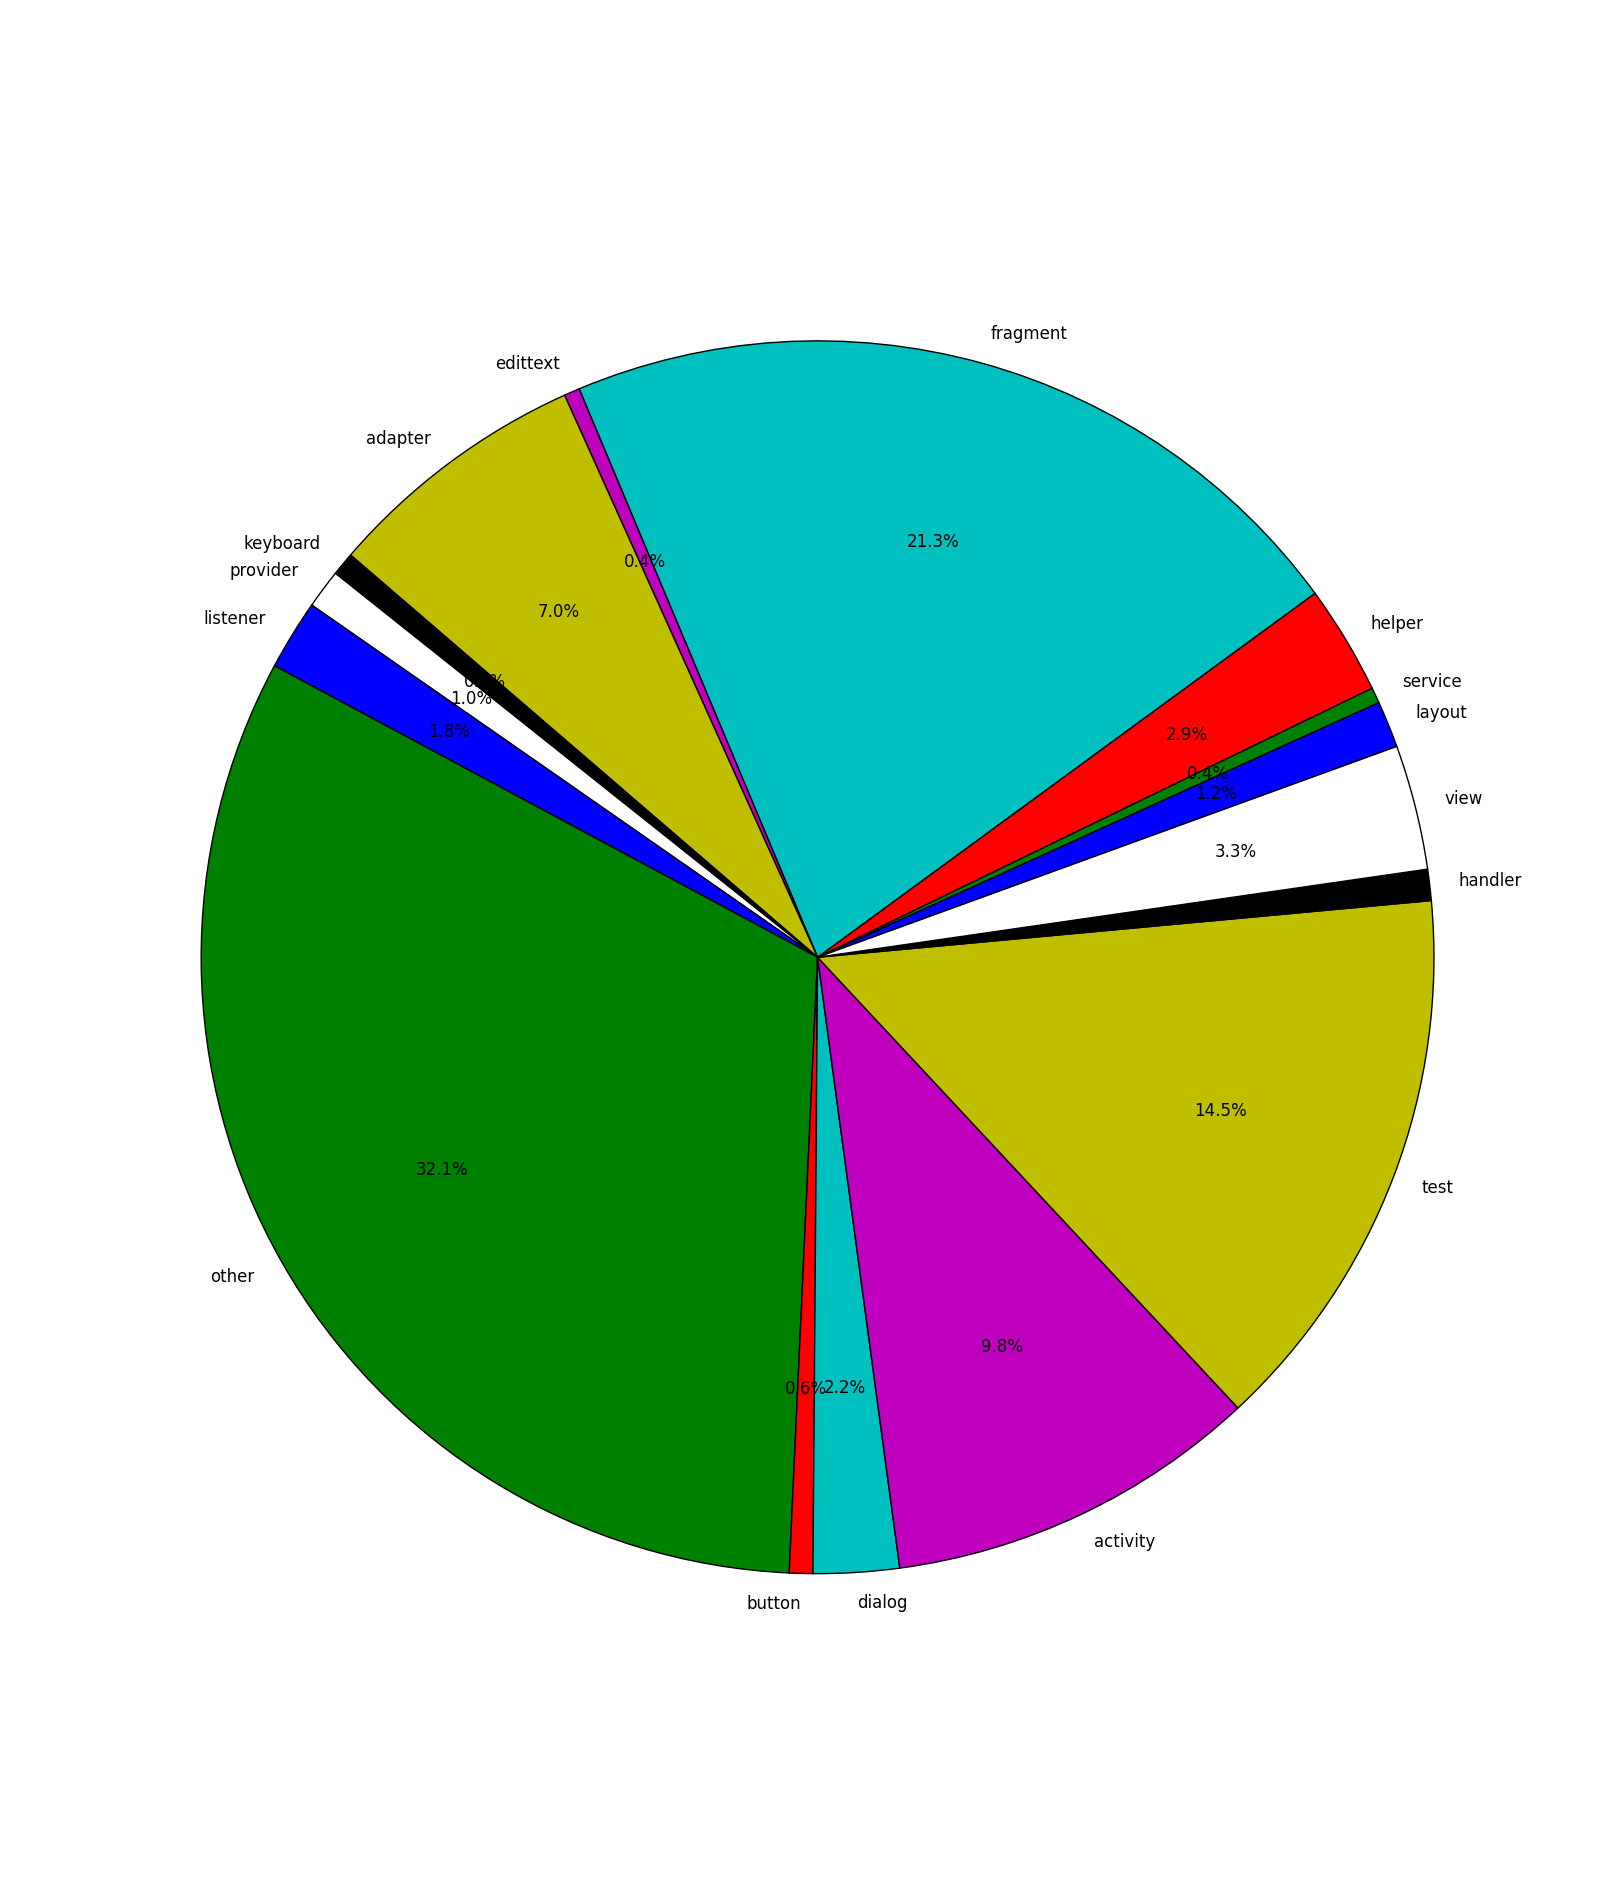 fragment
edittext
adapter
keyboard
provider
listener
helper
service
layout
view
handler
21.3%
0.4%
7.0%
1.0%
1.8%
2.9%
0.4%
1.2%
3.3%
14.5%
32.1%
test
other
9.8%
0.6%
2.2%
activity
button
dialog